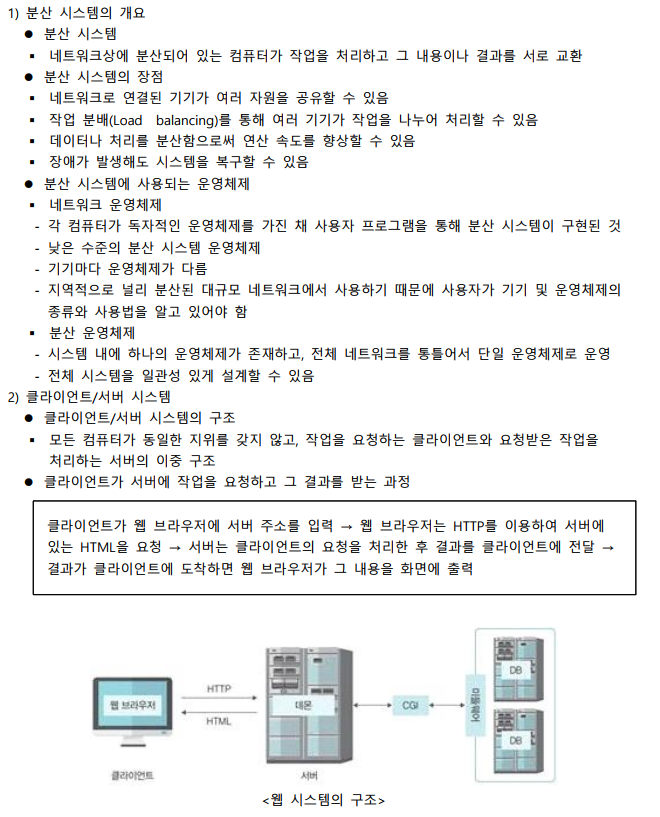 1) 분산 시스템의 개요
● 분산 시스템
▪ 네트워크상에 분산되어 있는 컴퓨터가 작업을 처리하고 그 내용이나 결과를 서로 교환
● 분산 시스템의 장점
▪ 네트워크로 연결된 기기가 여러 자원을 공유할 수 있음
▪ 작업 분배(Load balancing)를 통해 여러 기기가 작업을 나누어 처리할 수 있음
▪ 데이터나 처리를 분산함으로써 연산 속도를 향상할 수 있음
▪ 장애가 발생해도 시스템을 복구할 수 있음
● 분산 시스템에 사용되는 운영체제
▪ 네트워크 운영체제
- 각 컴퓨터가 독자적인 운영체제를 가진 채 사용자 프로그램을 통해 분산 시스템이 구현된 것
- 낮은 수준의 분산 시스템 운영체제
- 기기마다 운영체제가 다름
- 지역적으로 널리 분산된 대규모 네트워크에서 사용하기 때문에 사용자가 기기 및 운영체제의
종류와 사용법을 알고 있어야 함
▪ 분산 운영체제
- 시스템 내에 하나의 운영체제가 존재하고, 전체 네트워크를 통틀어서 단일 운영체제로 운영
- 전체 시스템을 일관성 있게 설계할 수 있음
2) 클라이언트/서버 시스템
● 클라이언트/서버 시스템의 구조
▪ 모든 컴퓨터가 동일한 지위를 갖지 않고, 작업을 요청하는 클라이언트와 요청받은 작업을
처리하는 서버의 이중 구조
● 클라이언트가 서버에 작업을 요청하고 그 결과를 받는 과정
클라이언트가 웹 브라우저에 서버 주소를 입력 → 웹 브라우저는 HTTP를 이용하여 서버에
있는 HTML을 요청 → 서버는 클라이언트의 요청을 처리한 후 결과를 클라이언트에 전달 →
결과가 클라이언트에 도착하면 웹 브라우저가 그 내용을 화면에 출력
웹 브라우저
HTTP
HTML
데몬
CGI
미들웨어
DB
DB
클라이언트
서버
<웹 시스템의 구조>